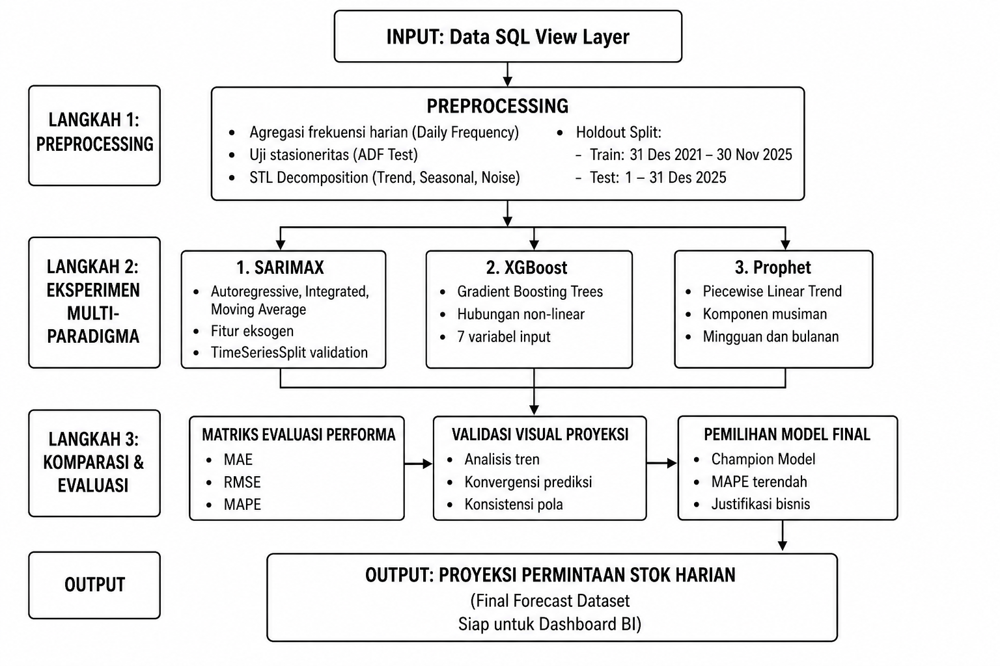 INPUT: Data SQL View Layer
LANGKAH 1:
PREPROCESSING
PREPROCESSING
• Agregasi frekuensi harian (Daily Frequency)
• Uji stasioneritas (ADF Test)
• STL Decomposition (Trend, Seasonal, Noise)
• Holdout Split:
– Train: 31 Des 2021 – 30 Nov 2025
– Test: 1 – 31 Des 2025
LANGKAH 2:
EKSPERIMEN
MULTI-
PARADIGMA
1. SARIMAX
• Autoregressive, Integrated,
Moving Average
• Fitur eksogen
• TimeSeriesSplit validation
2. XGBoost
• Gradient Boosting Trees
• Hubungan non-linear
• 7 variabel input
3. Prophet
• Piecewise Linear Trend
• Komponen musiman
• Mingguan dan bulanan
LANGKAH 3:
KOMPARASI &
EVALUASI
MATRIKS EVALUASI PERFORMA
• MAE
• RMSE
• MAPE
VALIDASI VISUAL PROYEKSI
• Analisis tren
• Konvergensi prediksi
• Konsistensi pola
PEMILIHAN MODEL FINAL
• Champion Model
• MAPE terendah
• Justifikasi bisnis
OUTPUT
OUTPUT: PROYEKSI PERMINTAAN STOK HARIAN
(Final Forecast Dataset
Siap untuk Dashboard BI)